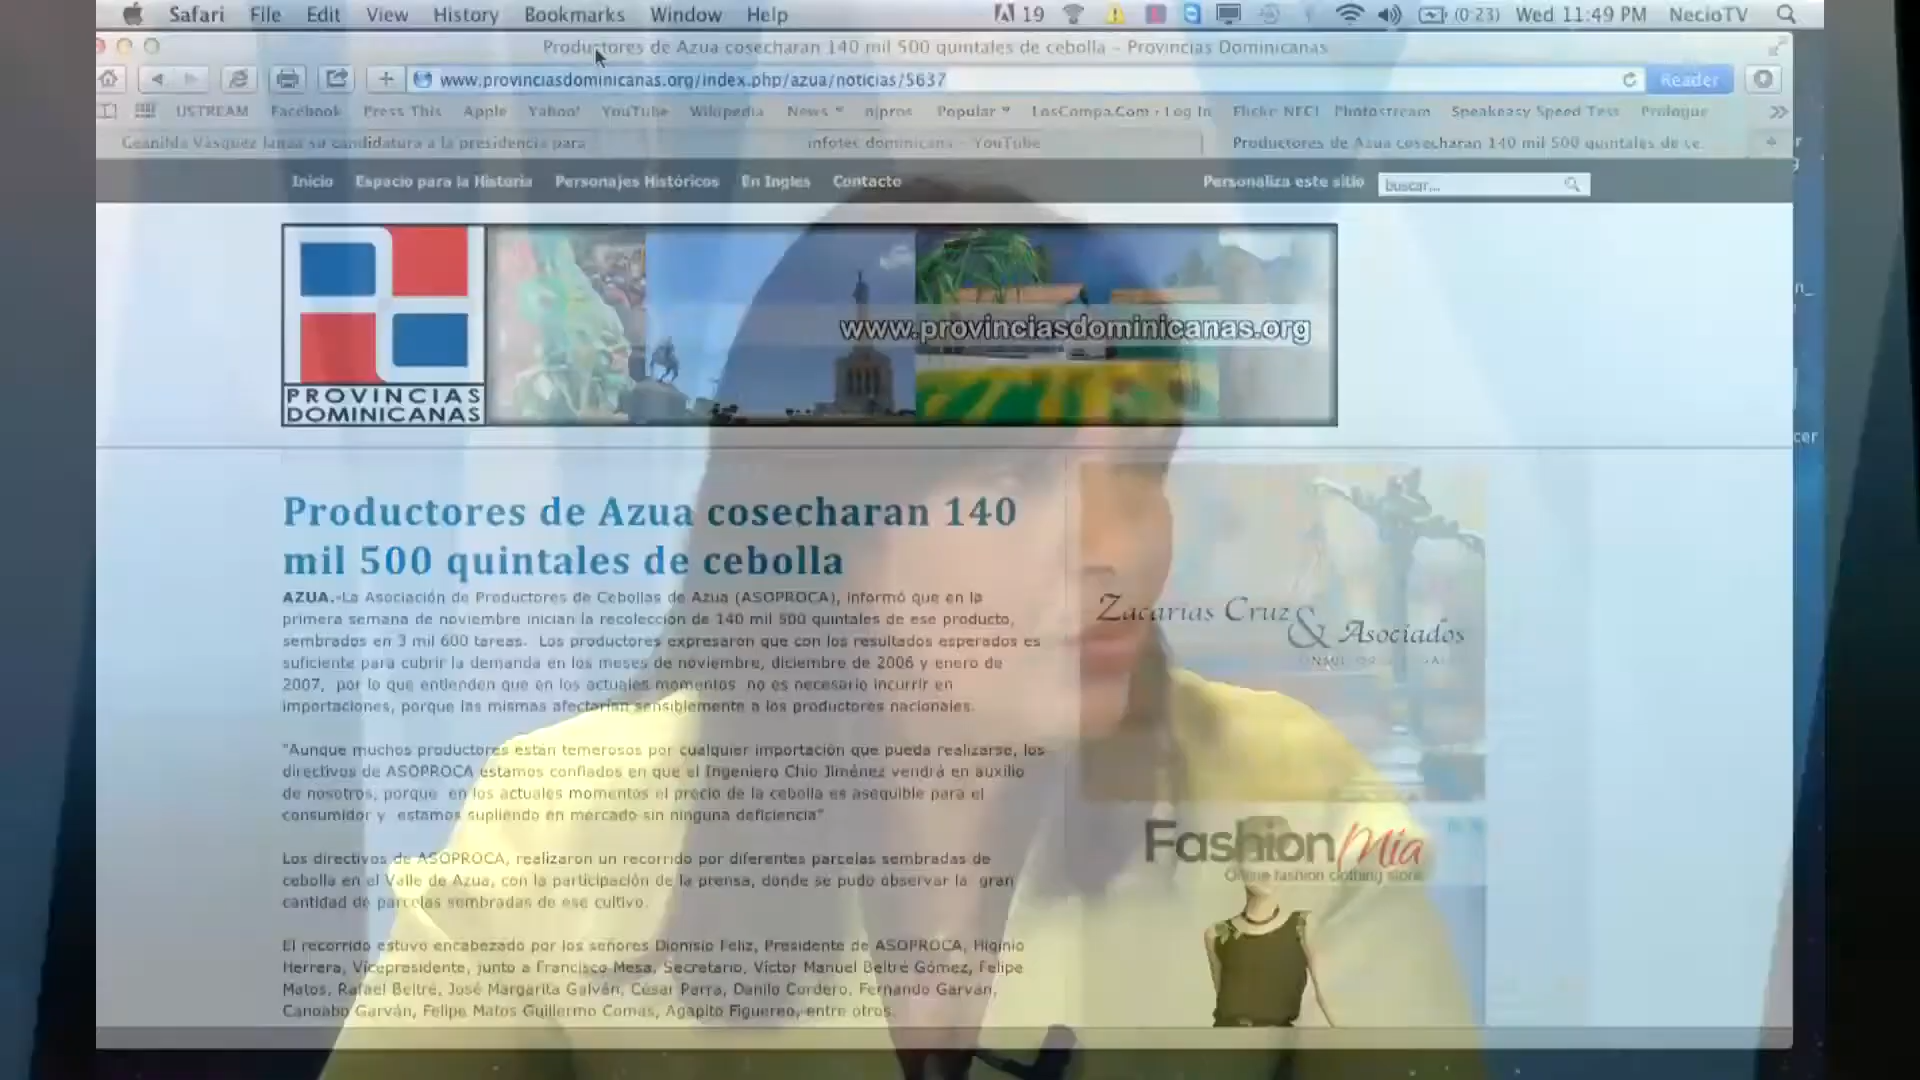 Safari File Edit View History Bookmarks Window Help 19 (0:23) Wed 11:49 PM NecioTV
Productores de Azua cosecharan 140 mil 500 quintales de cebolla – Provincias Dominicanas
www.provinciasdominicanas.org/index.php/azua/noticias/5637 Reader
USTREAM Facebook Press This Apple Yahoo! YouTube Wikipedia News njpros Popular LosCompa.Com · Log In Flickr NFCI Photostream Speakeasy Speed Test Prologue
Geanilda Vásquez lanza su candidatura a la presidencia para infotec dominicana – YouTube Productores de Azua cosecharan 140 mil 500 quintales de ce...
Inicio Espacio para la Historia Personajes Históricos En Ingles Contacto Personaliza este sitio buscar...
www.provinciasdominicanas.org
PROVINCIAS
DOMINICANAS
Productores de Azua cosecharan 140
mil 500 quintales de cebolla
AZUA.-La Asociación de Productores de Cebollas de Azua (ASOPROCA), informó que en la
primera semana de noviembre inician la recolección de 140 mil 500 quintales de ese producto,
sembrados en 3 mil 600 tareas. Los productores expresaron que con los resultados esperados es
suficiente para cubrir la demanda en los meses de noviembre, diciembre de 2006 y enero de
2007, por lo que entienden que en los actuales momentos no es necesario incurrir en
importaciones, porque las mismas afectarían sensiblemente a los productores nacionales.
"Aunque muchos productores estan temerosos por cualquier importación que pueda realizarse, los
directivos de ASOPROCA estamos confiados en que el Ingeniero Chio Jiménez vendrá en auxilio
de nosotros, porque en los actuales momentos el precio de la cebolla es asequible para el
consumidor y estamos supliendo en mercado sin ninguna deficiencia"
Los directivos de ASOPROCA, realizaron un recorrido por diferentes parcelas sembradas de
cebolla en el Valle de Azua, con la participación de la prensa, donde se pudo observar la gran
cantidad de parcelas sembradas de ese cultivo.
El recorrido estuvo encabezado por los señores Dionisio Feliz, Presidente de ASOPROCA, Higinio
Herrera, Vicepresidente, junto a Francisco Mesa, Secretario, Víctor Manuel Beltré Gómez, Felipe
Matos, Rafael Beltré, José Margarita Galván, César Parra, Danilo Cordero, Fernando Garvan,
Canoabo Garván, Felipe Matos Guillermo Comas, Agapito Figuereo, entre otros.
Zacarias Cruz
& Asociados
Fashion Mia
Online fashion clothing store